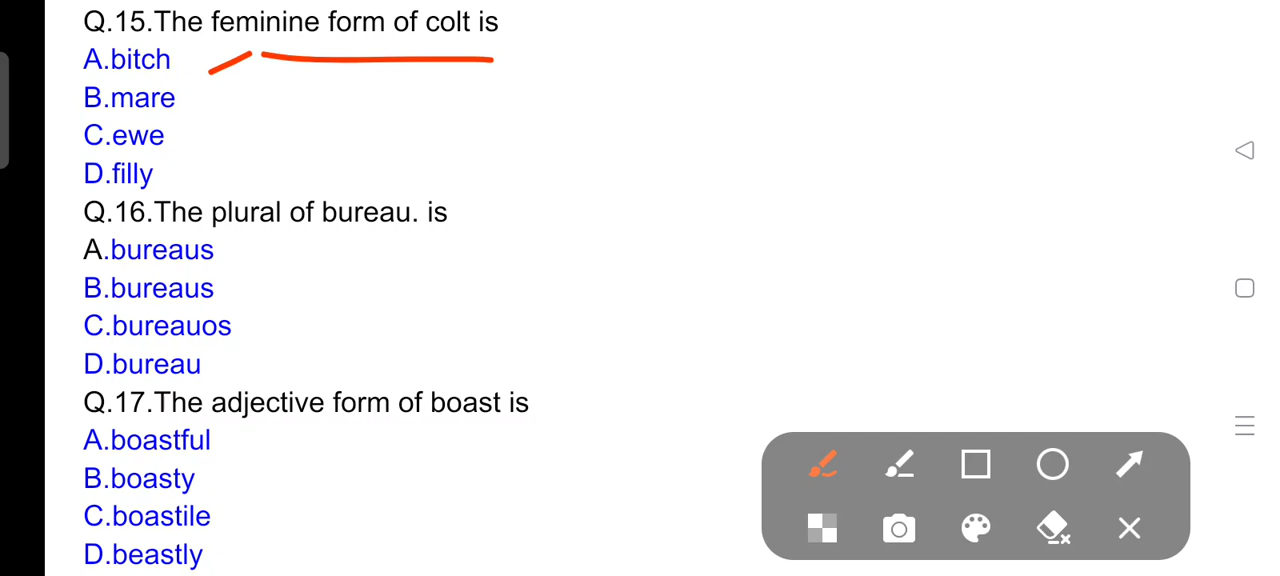 Q.15.The feminine form of colt is
A.bitch
B.mare
C.ewe
D.filly
Q.16.The plural of bureau. is
A.bureaus
B.bureaus
C.bureauos
D.bureau
Q.17.The adjective form of boast is
A.boastful
B.boasty
C.boastile
D.beastly